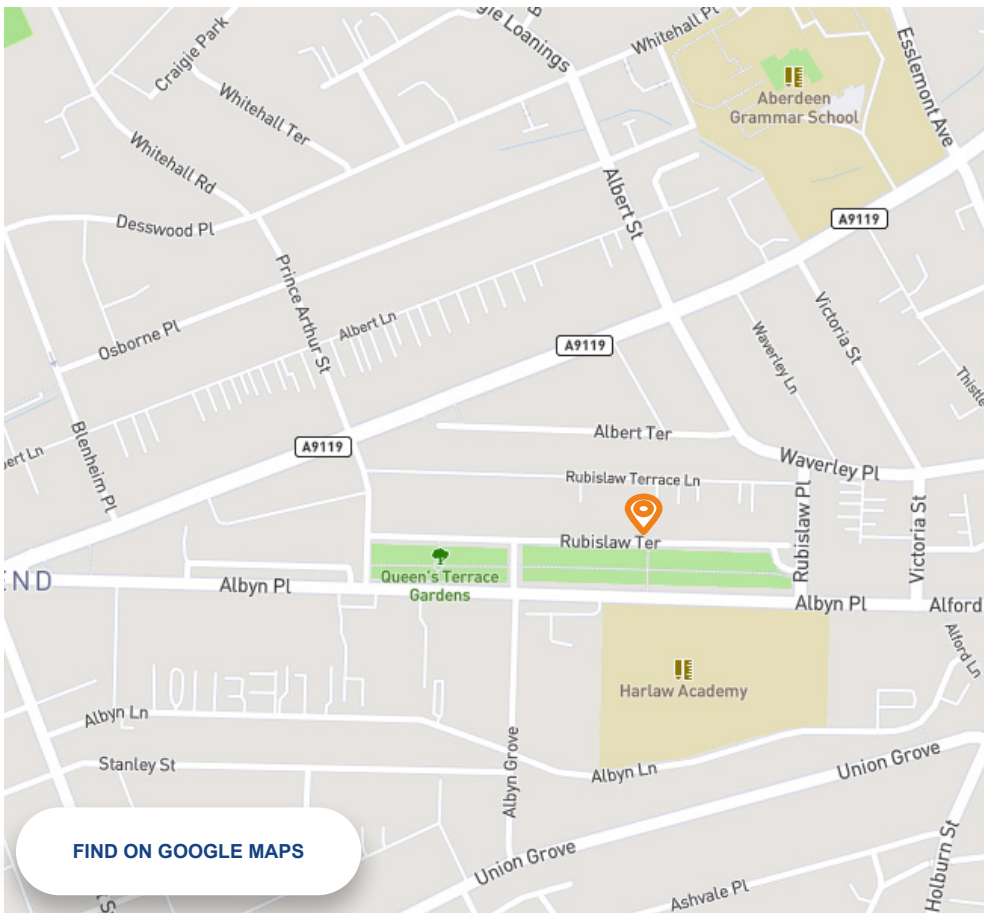 gie Loanings
B
Whitehall Pl
Craigie Park
Esslemont Ave
Aberdeen
Grammar School
Whitehall Ter
Whitehall Rd
Albert St
Desswood Pl
A9119
Prince Arthur St
Victoria St
Albert Ln
Osborne Pl
A9119
Waverley Ln
Thistle
Blenheim Pl
bert Ln
A9119
Albert Ter
Waverley Pl
Rubislaw Terrace Ln
Rubislaw Pl
Victoria St
Rubislaw Ter
END
Albyn Pl
Queen's Terrace
Gardens
Albyn Pl
Alford
Alford Ln
Harlaw Academy
Albyn Ln
Albyn Grove
Stanley St
Albyn Ln
Union Grove
FIND ON GOOGLE MAPS
Union Grove
Holburn St
Ashvale Pl